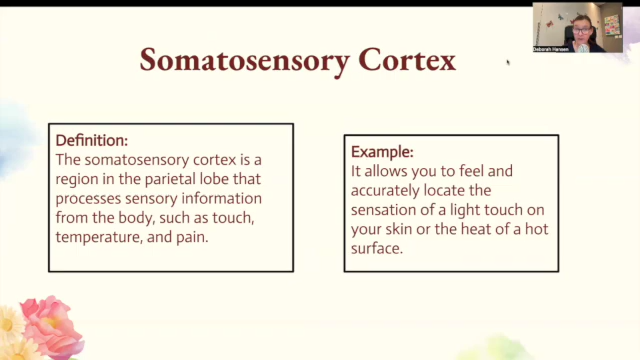 Somatosensory Cortex
Deborah Hansen
Definition:
The somatosensory cortex is a
region in the parietal lobe that
processes sensory information
from the body, such as touch,
temperature, and pain.
Example:
It allows you to feel and
accurately locate the
sensation of a light touch on
your skin or the heat of a hot
surface.